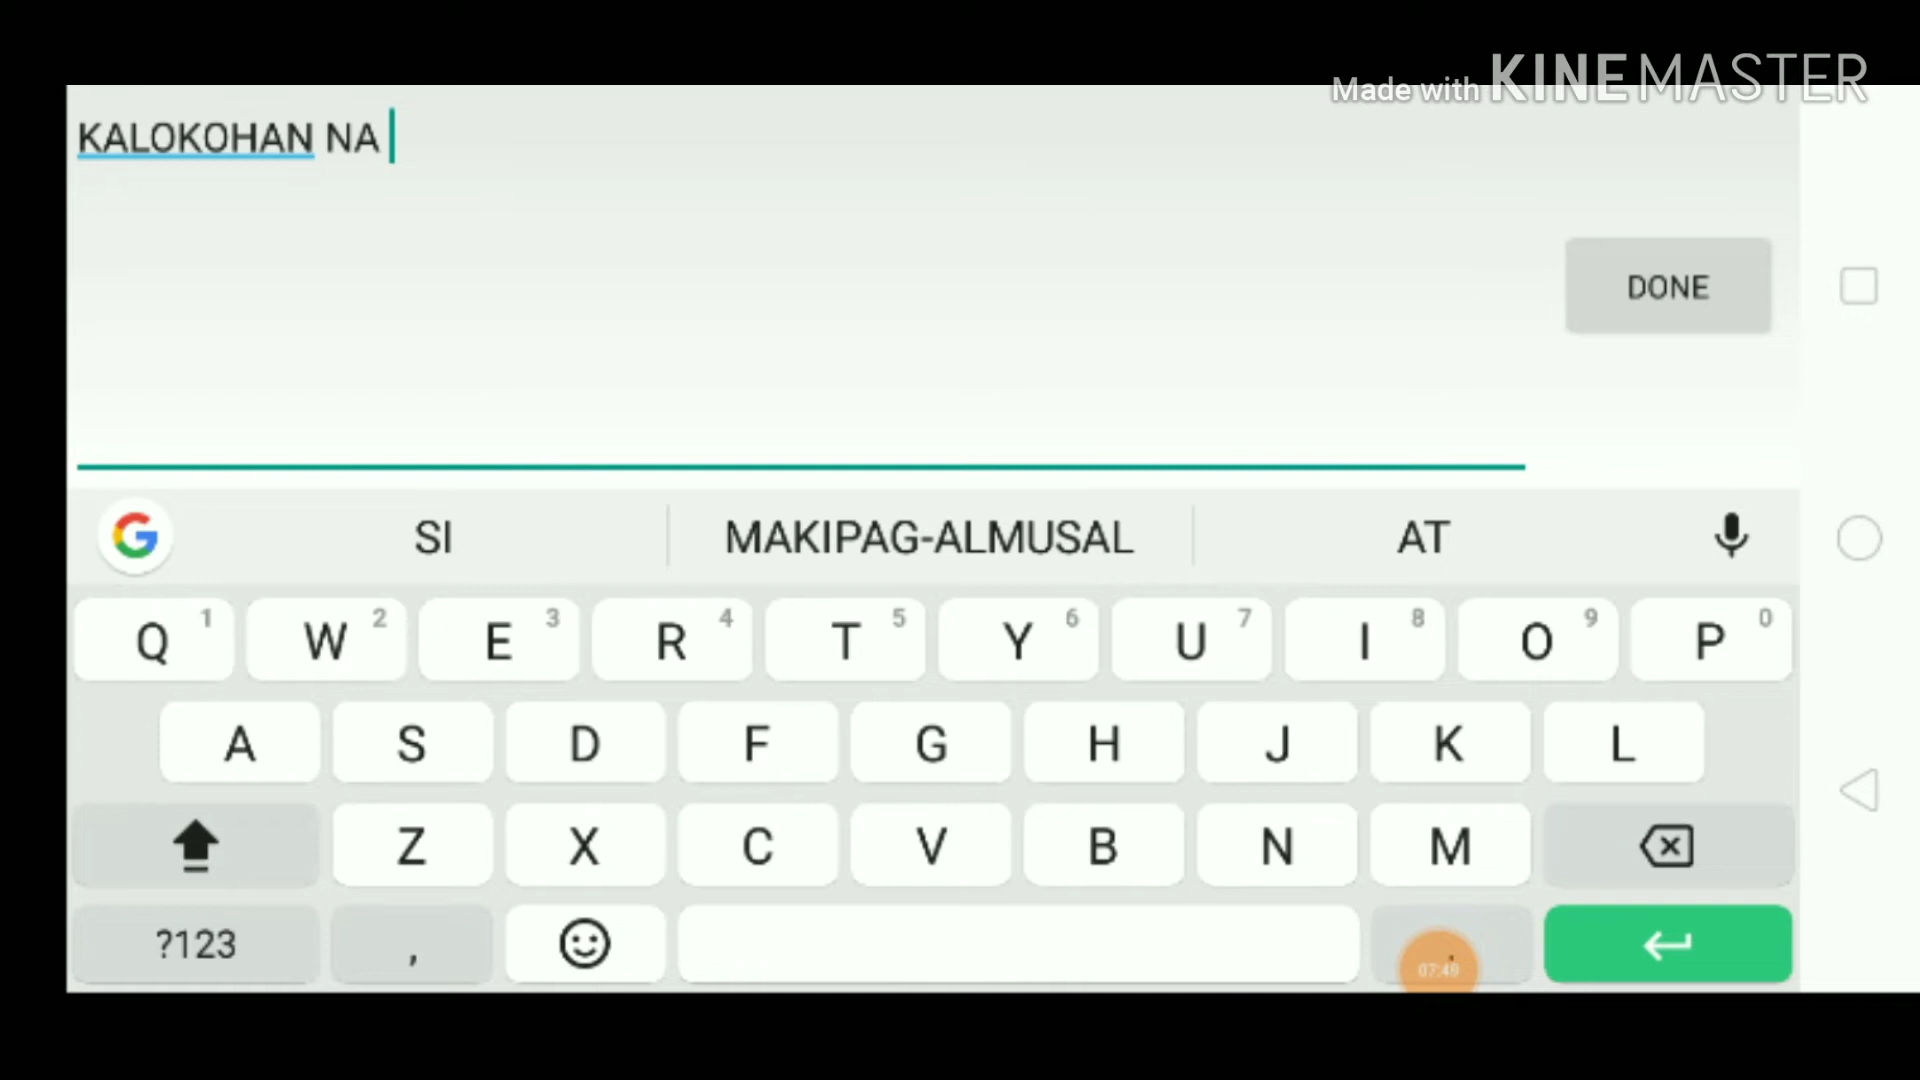 Made with KINEMASTER
KALOKOHAN NA
DONE
SI MAKIPAG-ALMUSAL AT
Q 1 W 2 E 3 R 4 T 5 Y 6 U 7 I 8 O 9 P 0
A S D F G H J K L
Z X C V B N M
?123 , .